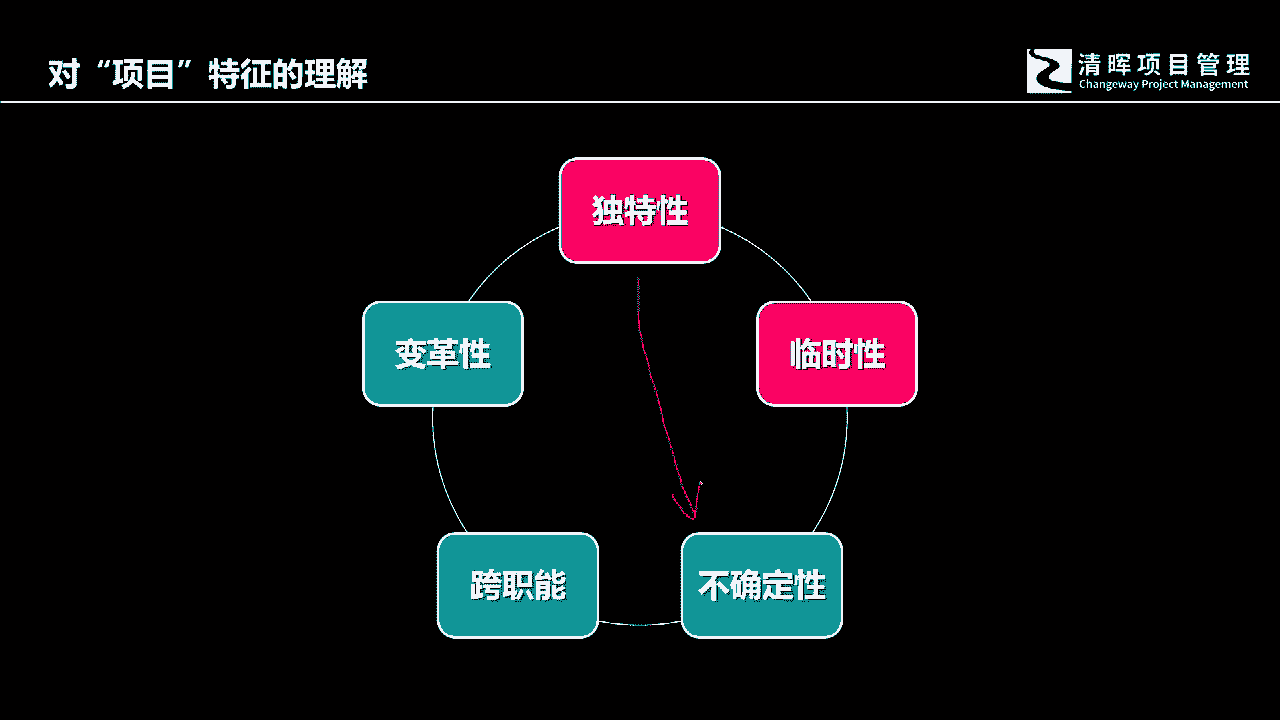 对“项目”特征的理解
清晖项目管理
Changeway Project Management
独特性
变革性
临时性
跨职能
不确定性